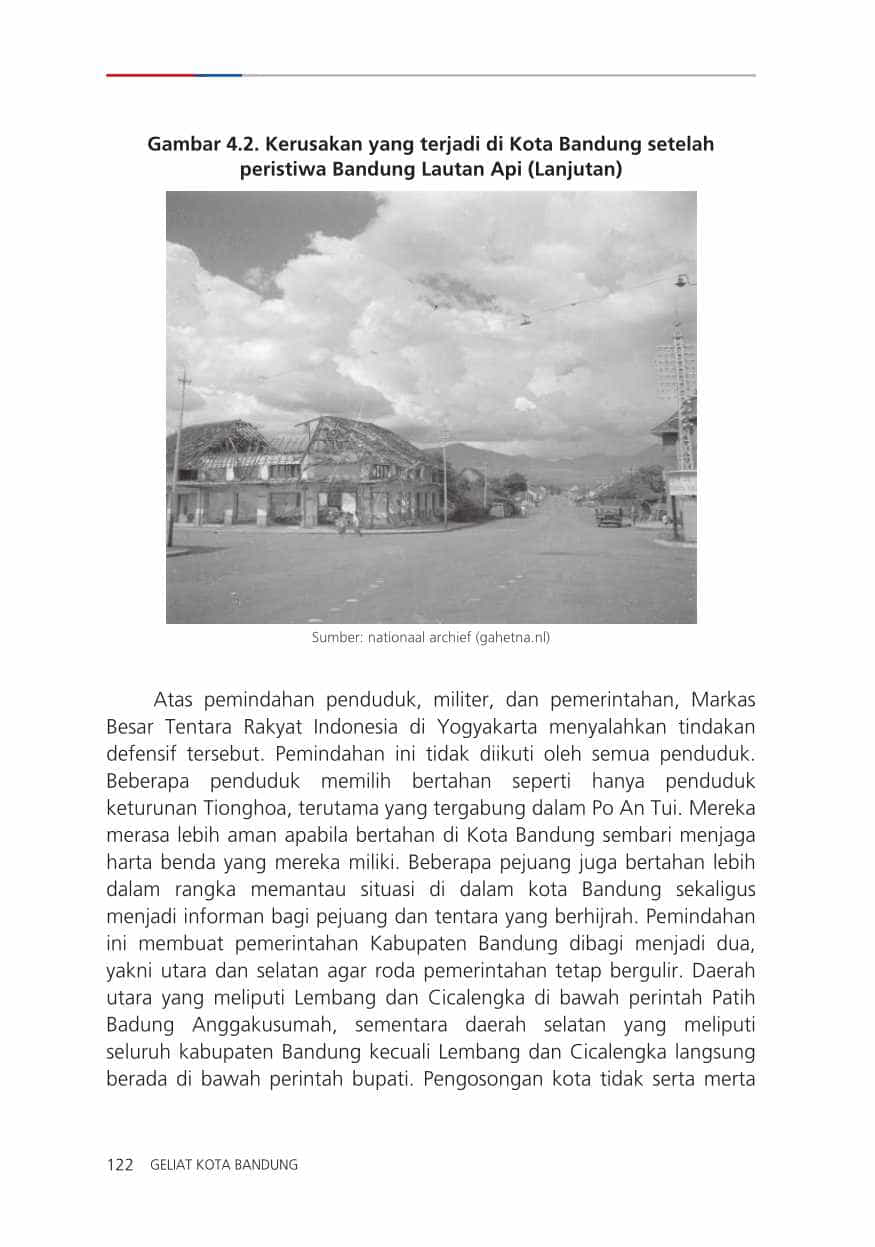 Gambar 4.2. Kerusakan yang terjadi di Kota Bandung setelah
peristiwa Bandung Lautan Api (Lanjutan)
Sumber: nationaal archief (gahetna.nl)
Atas pemindahan penduduk, militer, dan pemerintahan, Markas
Besar Tentara Rakyat Indonesia di Yogyakarta menyalahkan tindakan
defensif tersebut. Pemindahan ini tidak diikuti oleh semua penduduk.
Beberapa penduduk memilih bertahan seperti hanya penduduk
keturunan Tionghoa, terutama yang tergabung dalam Po An Tui. Mereka
merasa lebih aman apabila bertahan di Kota Bandung sembari menjaga
harta benda yang mereka miliki. Beberapa pejuang juga bertahan lebih
dalam rangka memantau situasi di dalam kota Bandung sekaligus
menjadi informan bagi pejuang dan tentara yang berhijrah. Pemindahan
ini membuat pemerintahan Kabupaten Bandung dibagi menjadi dua,
yakni utara dan selatan agar roda pemerintahan tetap bergulir. Daerah
utara yang meliputi Lembang dan Cicalengka di bawah perintah Patih
Badung Anggakusumah, sementara daerah selatan yang meliputi
seluruh kabupaten Bandung kecuali Lembang dan Cicalengka langsung
berada di bawah perintah bupati. Pengosongan kota tidak serta merta
122 GELIAT KOTA BANDUNG